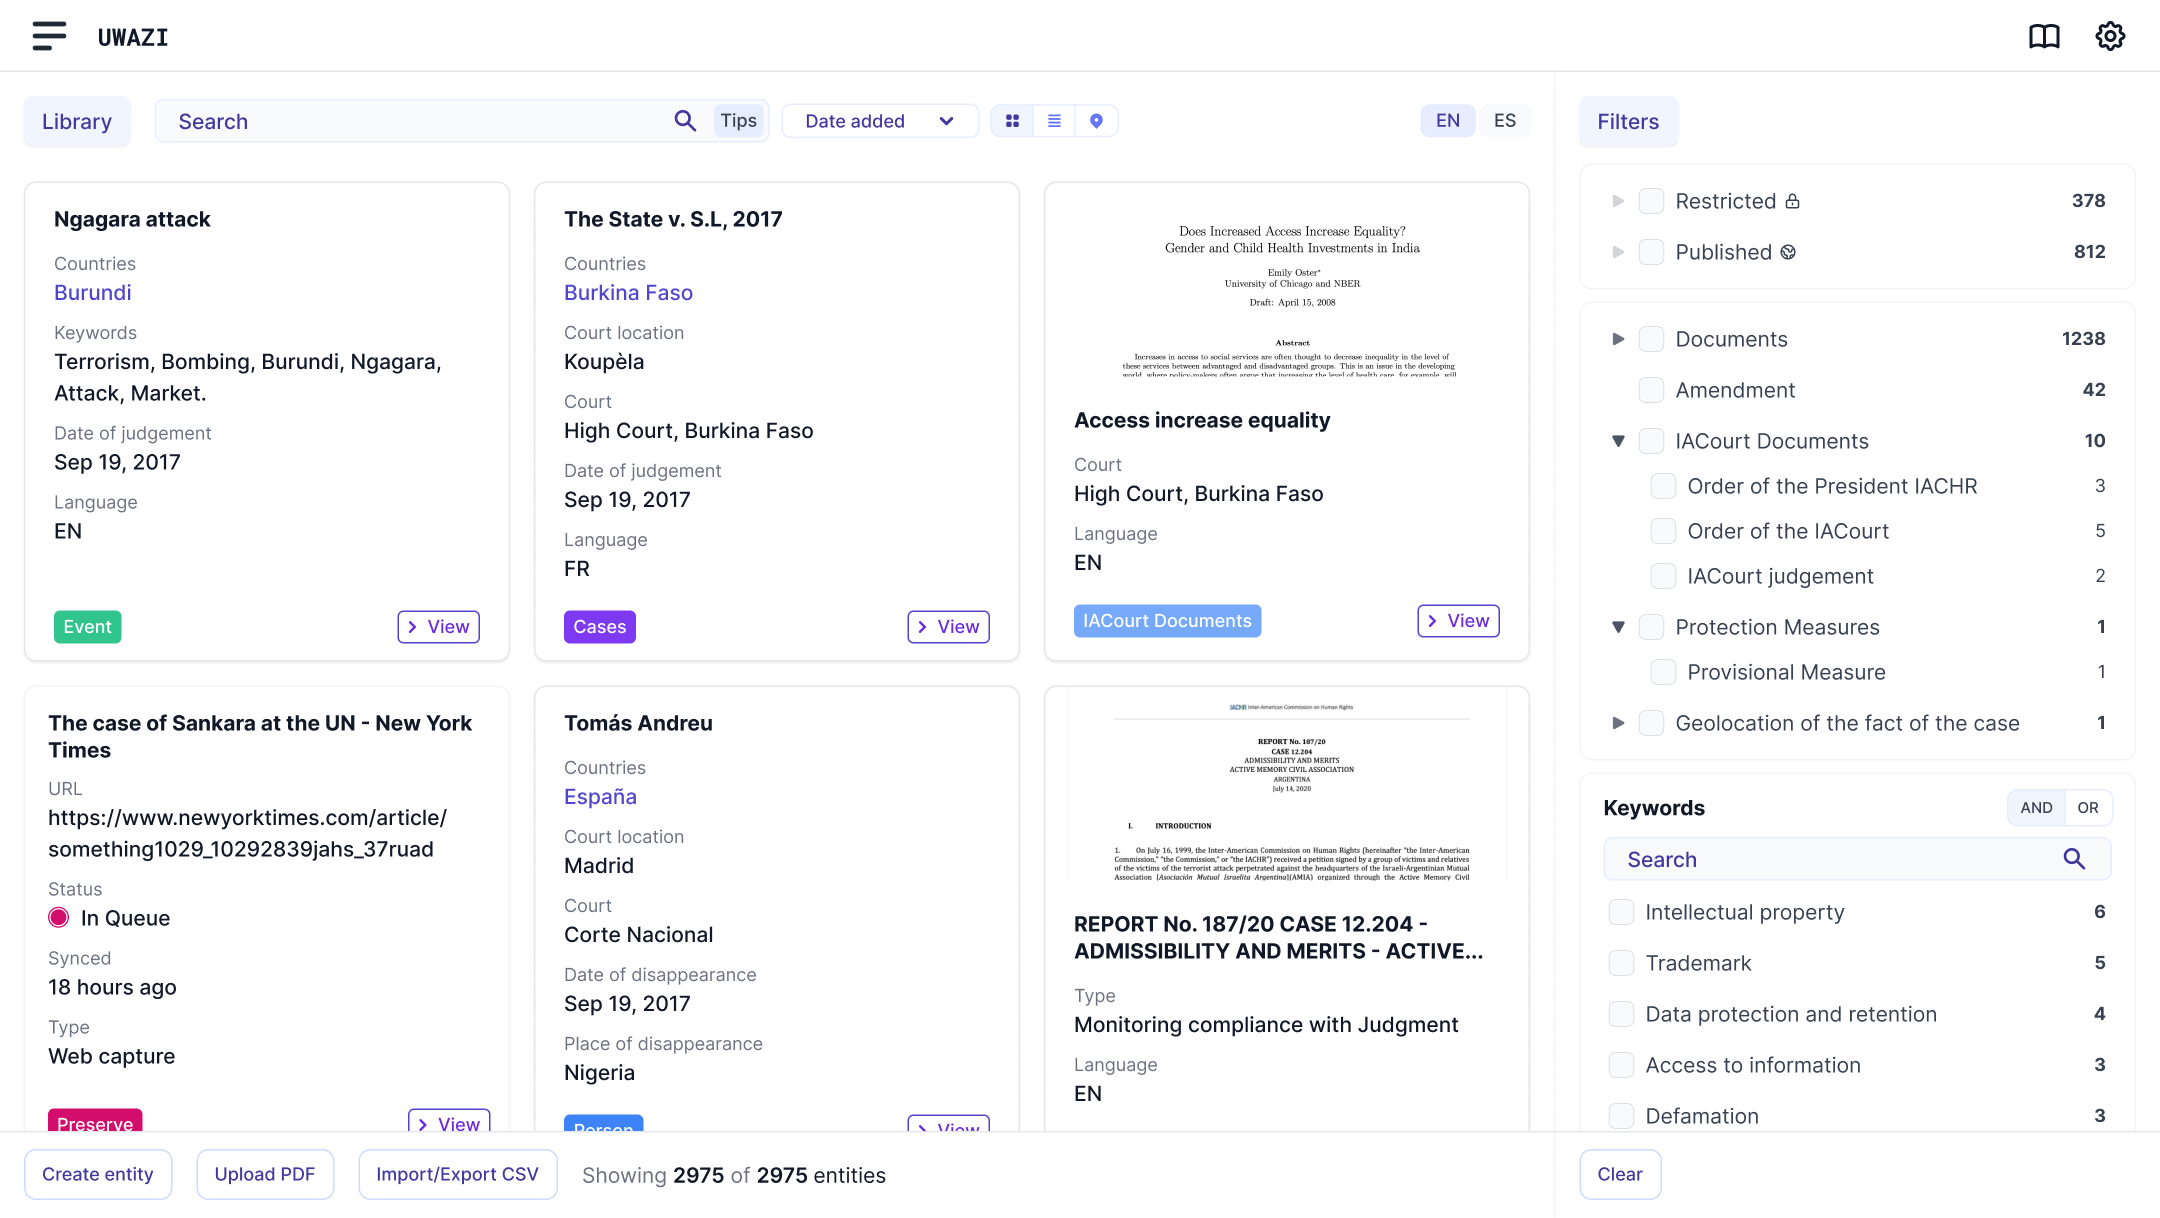 UWAZI
Library
Search
Tips
Date added
EN
ES
Ngagara attack
Countries
Burundi
Keywords
Terrorism, Bombing, Burundi, Ngagara,
Attack, Market.
Date of judgement
Sep 19, 2017
Language
EN
Event
View
The State v. S.L, 2017
Countries
Burkina Faso
Court location
Koupèla
Court
High Court, Burkina Faso
Date of judgement
Sep 19, 2017
Language
FR
Cases
View
Does Increased Access Increase Equality?
Gender and Child Health Investments in India
Emily Oster*
University of Chicago and NBER
Draft: April 15, 2008
Abstract
Increases in access to social services are often thought to decrease inequality in the level of
these services between advantaged and disadvantaged groups. This is an issue in the developing
world, where policy-makers often argue that increasing the level of health care, for example, will
Access increase equality
Court
High Court, Burkina Faso
Language
EN
IACourt Documents
View
The case of Sankara at the UN - New York
Times
URL
https://www.newyorktimes.com/article/
something1029_10292839jahs_37ruad
Status
In Queue
Synced
18 hours ago
Type
Web capture
Preserve
View
Tomás Andreu
Countries
España
Court location
Madrid
Court
Corte Nacional
Date of disappearance
Sep 19, 2017
Place of disappearance
Nigeria
Person
View
IACHR Inter-American Commission on Human Rights
REPORT No. 187/20
CASE 12.204
ADMISSIBILITY AND MERITS
ACTIVE MEMORY CIVIL ASSOCIATION
ARGENTINA
July 14, 2020
I. INTRODUCTION
1. On July 16, 1999, the Inter-American Commission on Human Rights (hereinafter "the Inter-American
Commission," "the Commission," or "the IACHR") received a petition signed by a group of victims and relatives
of the victims of the terrorist attack perpetrated against the headquarters of the Israeli-Argentinian Mutual
Association [Asociación Mutual Israelita Argentina](AMIA) organized through the Active Memory Civil
REPORT No. 187/20 CASE 12.204 -
ADMISSIBILITY AND MERITS - ACTIVE...
Type
Monitoring compliance with Judgment
Language
EN
Create entity
Upload PDF
Import/Export CSV
Showing 2975 of 2975 entities
Filters
Restricted 378
Published 812
Documents 1238
Amendment 42
IACourt Documents 10
Order of the President IACHR 3
Order of the IACourt 5
IACourt judgement 2
Protection Measures 1
Provisional Measure 1
Geolocation of the fact of the case 1
Keywords
AND
OR
Search
Intellectual property 6
Trademark 5
Data protection and retention 4
Access to information 3
Defamation 3
Clear